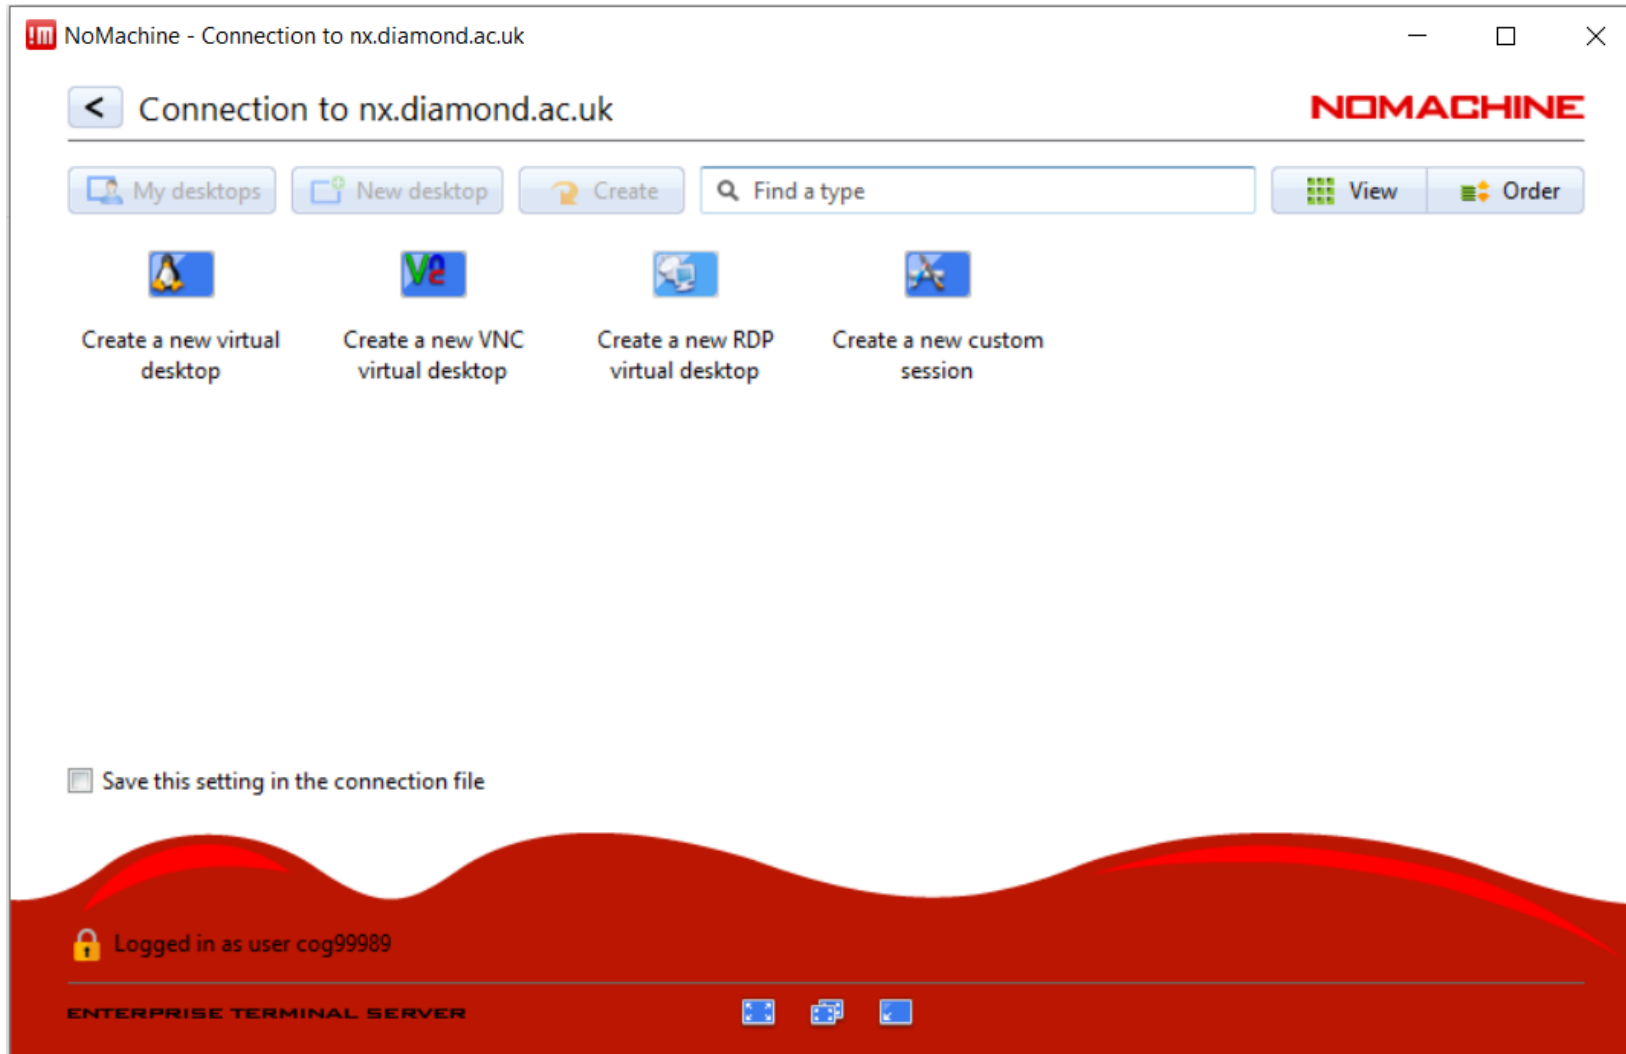 NoMachine - Connection to nx.diamond.ac.uk
< Connection to nx.diamond.ac.uk
NOMACHINE
My desktops
New desktop
Create
Find a type
View
Order
Create a new virtual
desktop
Create a new VNC
virtual desktop
Create a new RDP
virtual desktop
Create a new custom
session
Save this setting in the connection file
Logged in as user cog99989
ENTERPRISE TERMINAL SERVER